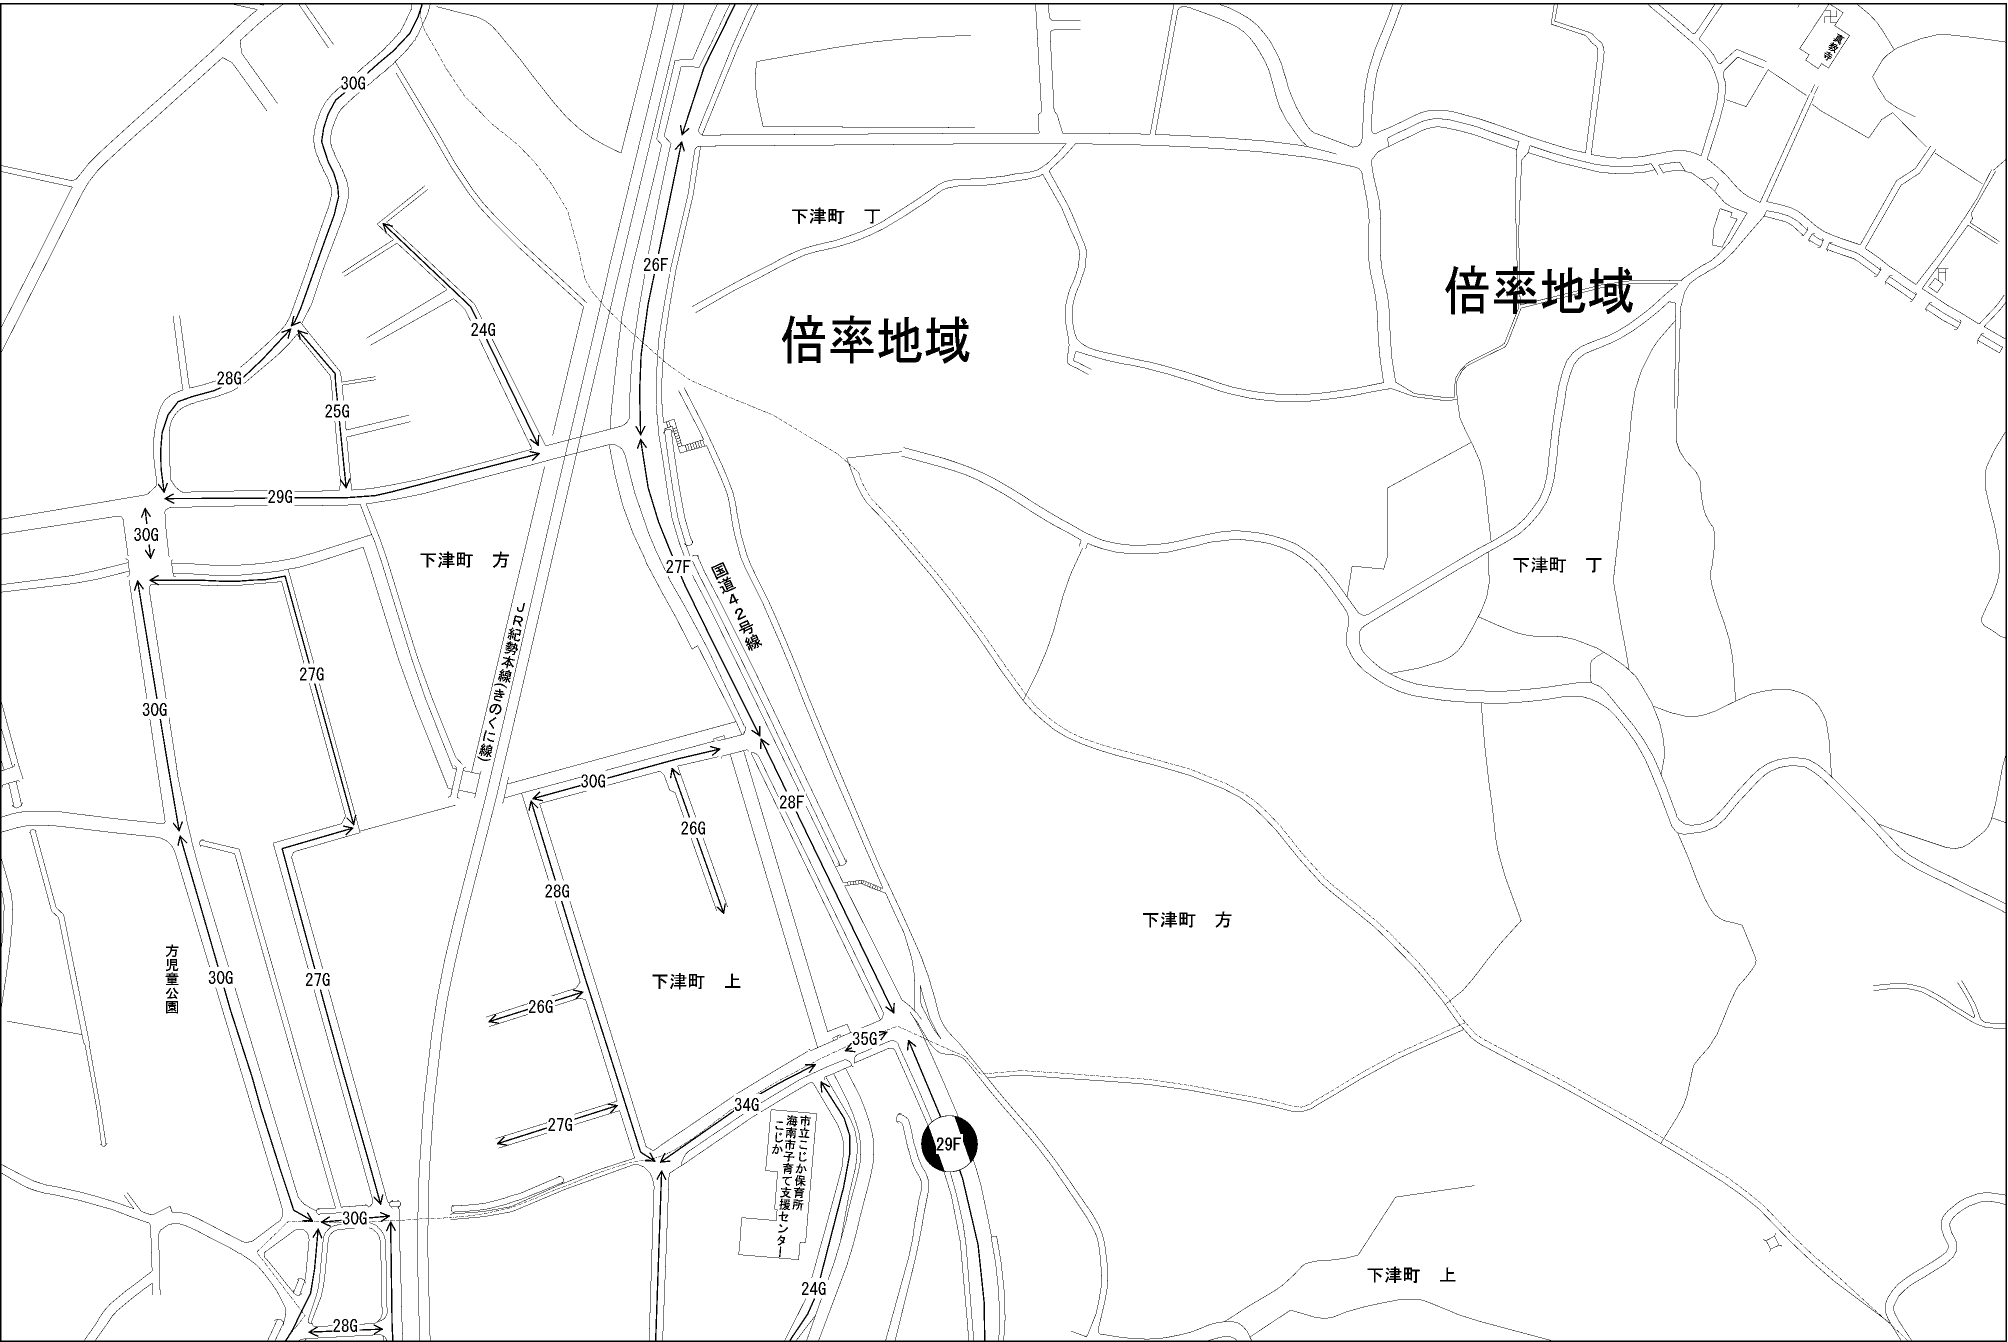 真教寺
30G
下津町　丁
26F
倍率地域
24G
倍率地域
28G
25G
29G
30G
下津町　方
27F
国道42号線
下津町　丁
JR紀勢本線(きのくに線)
27G
30G
30G
28F
26G
28G
下津町　方
方児童公園
30G
27G
下津町　上
26G
35G
34G
27G
市立こじか保育所
海南市子育て支援センター
こじか
29F
30G
下津町　上
24G
28G